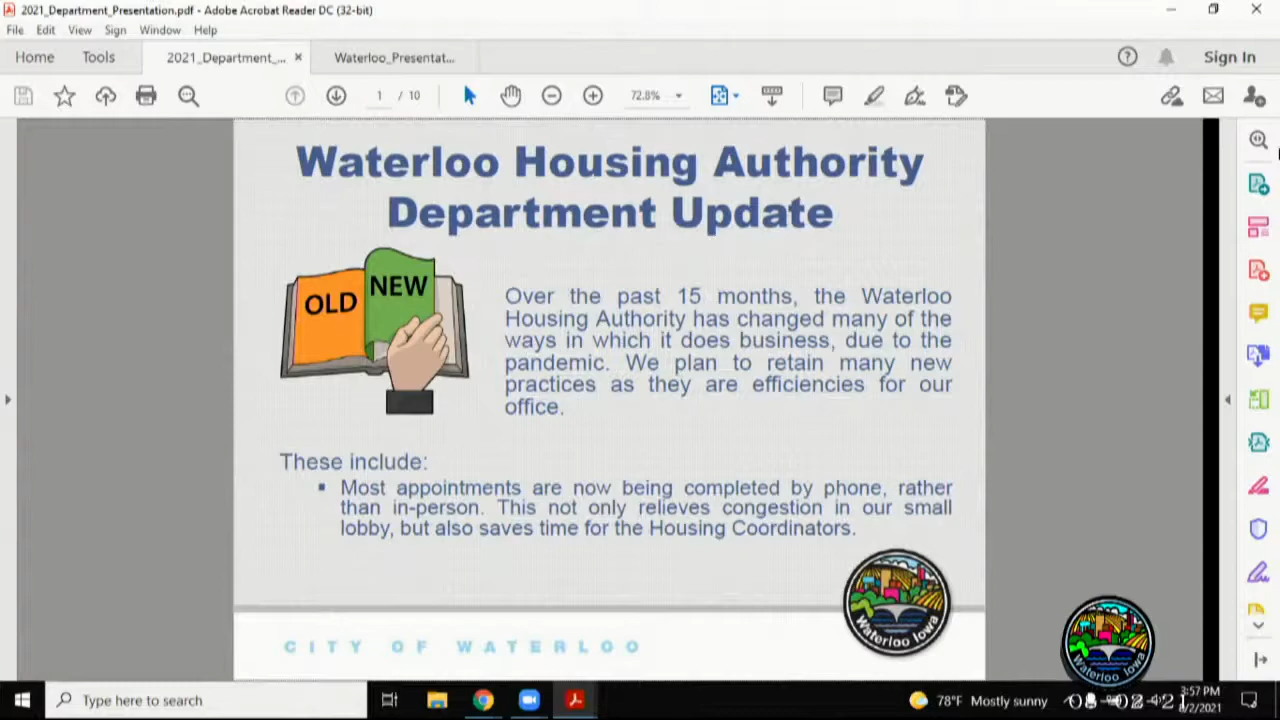 2021_Department_Presentation.pdf - Adobe Acrobat Reader DC (32-bit)
File Edit View Sign Window Help
Home Tools 2021_Department_... × Waterloo_Presentat... Sign In
1 / 10 72.8%
Waterloo Housing Authority
Department Update
OLD NEW
Over the past 15 months, the Waterloo
Housing Authority has changed many of the
ways in which it does business, due to the
pandemic. We plan to retain many new
practices as they are efficiencies for our
office.
These include:
▪ Most appointments are now being completed by phone, rather
than in-person. This not only relieves congestion in our small
lobby, but also saves time for the Housing Coordinators.
Waterloo Iowa
CITY OF WATERLOO
Waterloo Iowa
Type here to search
78°F Mostly sunny
3:57 PM